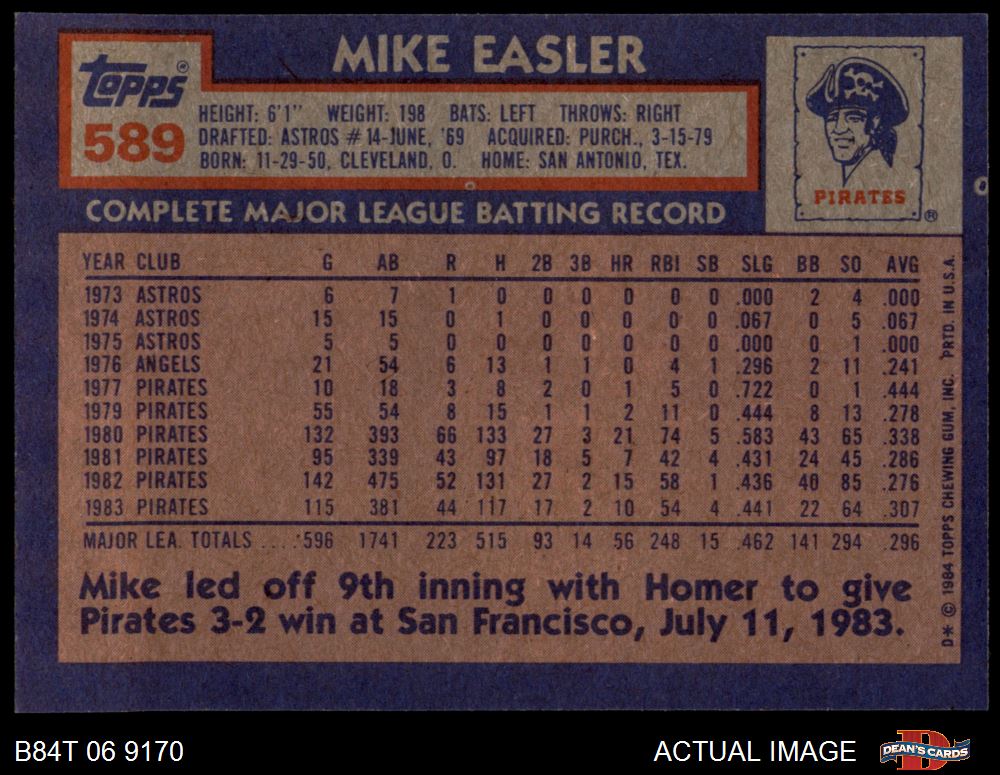 MIKE EASLER
TOPPS®
589
HEIGHT: 6'1" WEIGHT: 198 BATS: LEFT THROWS: RIGHT
DRAFTED: ASTROS #14-JUNE, '69 ACQUIRED: PURCH., 3-15-79
BORN: 11-29-50, CLEVELAND, O. HOME: SAN ANTONIO, TEX.
PIRATES ®
COMPLETE MAJOR LEAGUE BATTING RECORD
YEAR CLUB G AB R H 2B 3B HR RBI SB SLG BB SO AVG
1973 ASTROS 6 7 1 0 0 0 0 0 0 .000 2 4 .000
1974 ASTROS 15 15 0 1 0 0 0 0 0 .067 0 5 .067
1975 ASTROS 5 5 0 0 0 0 0 0 0 .000 0 1 .000
1976 ANGELS 21 54 6 13 1 1 0 4 1 .296 2 11 .241
1977 PIRATES 10 18 3 8 2 0 1 5 0 .722 0 1 .444
1979 PIRATES 55 54 8 15 1 1 2 11 0 .444 8 13 .278
1980 PIRATES 132 393 66 133 27 3 21 74 5 .583 43 65 .338
1981 PIRATES 95 339 43 97 18 5 7 42 4 .431 24 45 .286
1982 PIRATES 142 475 52 131 27 2 15 58 1 .436 40 85 .276
1983 PIRATES 115 381 44 117 17 2 10 54 4 .441 22 64 .307
MAJOR LEA. TOTALS .... 596 1741 223 515 93 14 56 248 15 .462 141 294 .296
Mike led off 9th inning with Homer to give
Pirates 3-2 win at San Francisco, July 11, 1983.
D* © 1984 TOPPS CHEWING GUM, INC. PRTD. IN U.S.A.
B84T 06 9170
ACTUAL IMAGE
DEAN'S CARDS